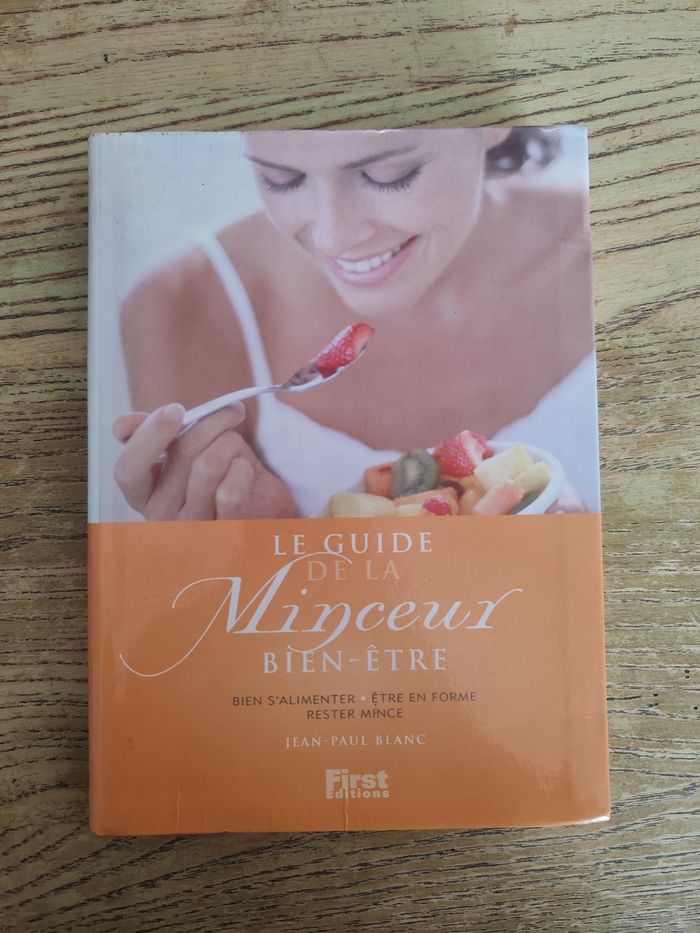 LE GUIDE
DE LA
Minceur
BIEN-ÊTRE
BIEN S'ALIMENTER • ÊTRE EN FORME
RESTER MINCE
JEAN-PAUL BLANC
First
Editions